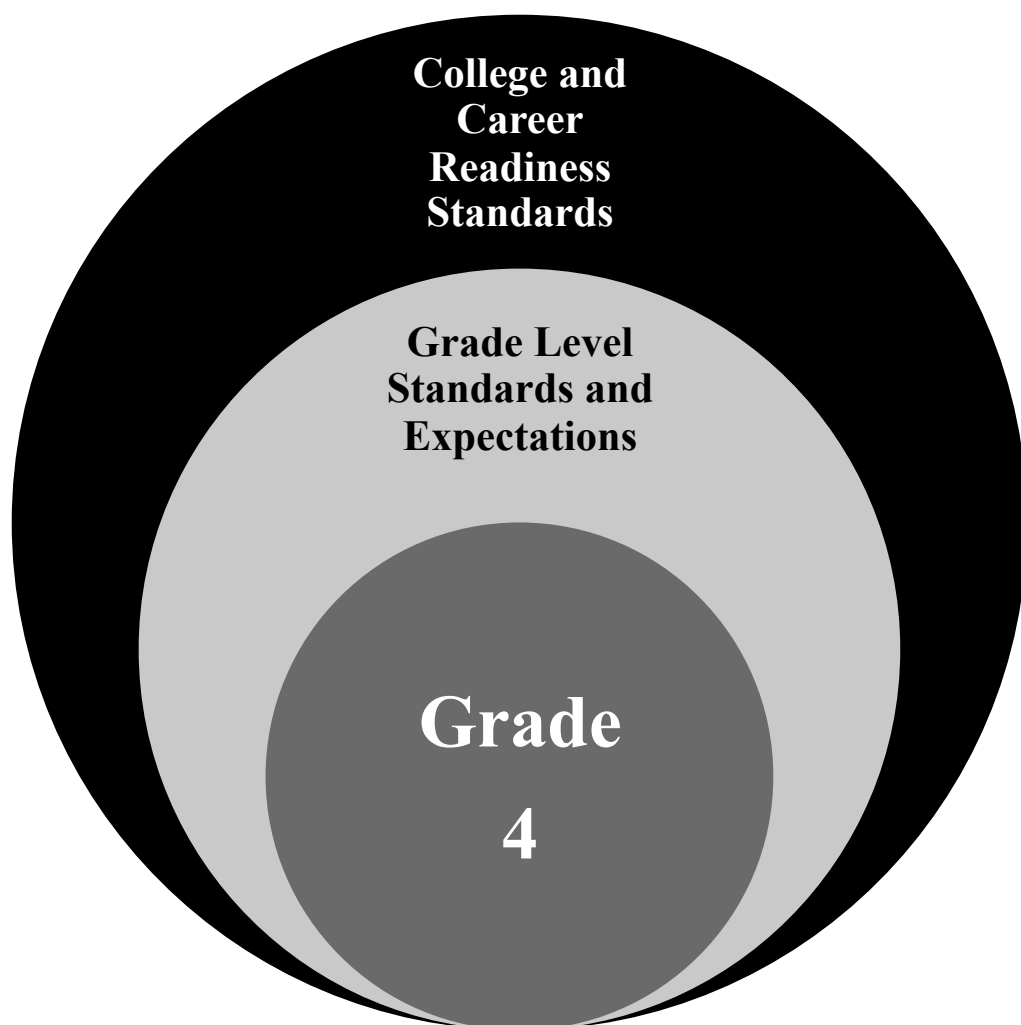 College and
Career
Readiness
Standards
Grade Level
Standards and
Expectations
Grade
4